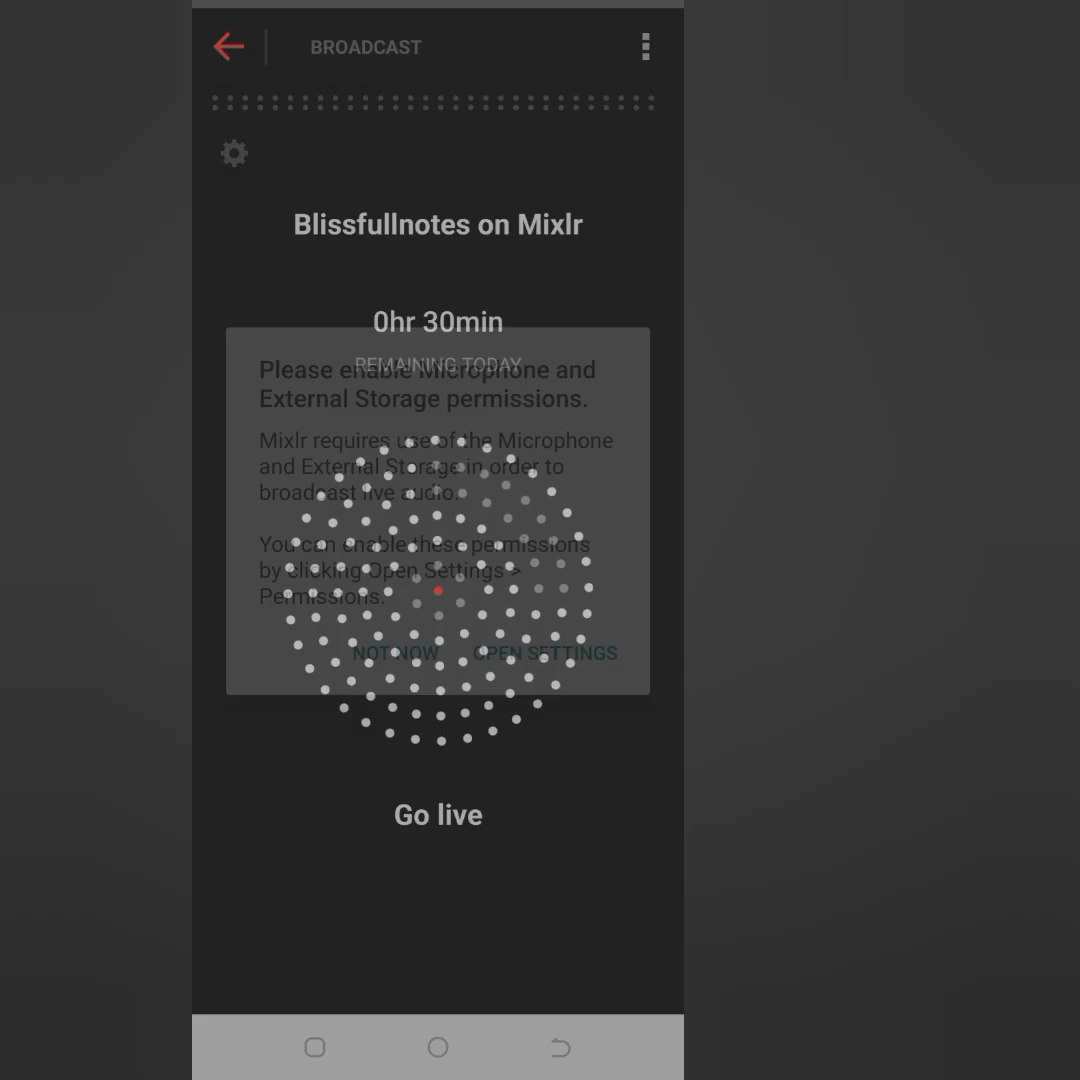 BROADCAST
Blissfullnotes on Mixlr
0hr 30min
REMAINING TODAY
Please enable Microphone and
External Storage permissions.
Mixlr requires use of the Microphone
and External Storage in order to
broadcast live audio.
You can enable these permissions
by clicking Open Settings >
Permissions.
NOT NOW OPEN SETTINGS
Go live